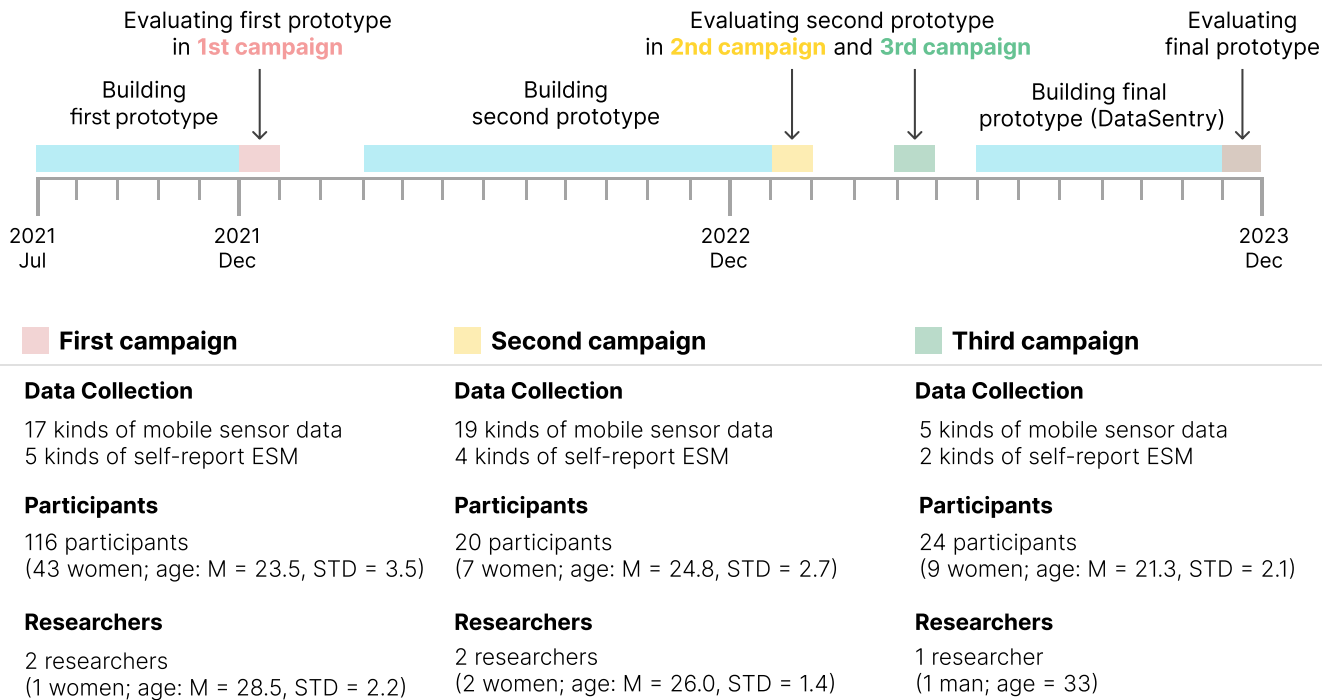 Evaluating first prototype
in 1st campaign
Evaluating second prototype
in 2nd campaign and 3rd campaign
Evaluating
final prototype
Building
first prototype
Building
second prototype
Building final
prototype (DataSentry)
2021
Jul
2021
Dec
2022
Dec
2023
Dec
First campaign
Data Collection
17 kinds of mobile sensor data
5 kinds of self-report ESM
Participants
116 participants
(43 women; age: M = 23.5, STD = 3.5)
Researchers
2 researchers
(1 women; age: M = 28.5, STD = 2.2)
Second campaign
Data Collection
19 kinds of mobile sensor data
4 kinds of self-report ESM
Participants
20 participants
(7 women; age: M = 24.8, STD = 2.7)
Researchers
2 researchers
(2 women; age: M = 26.0, STD = 1.4)
Third campaign
Data Collection
5 kinds of mobile sensor data
2 kinds of self-report ESM
Participants
24 participants
(9 women; age: M = 21.3, STD = 2.1)
Researchers
1 researcher
(1 man; age = 33)